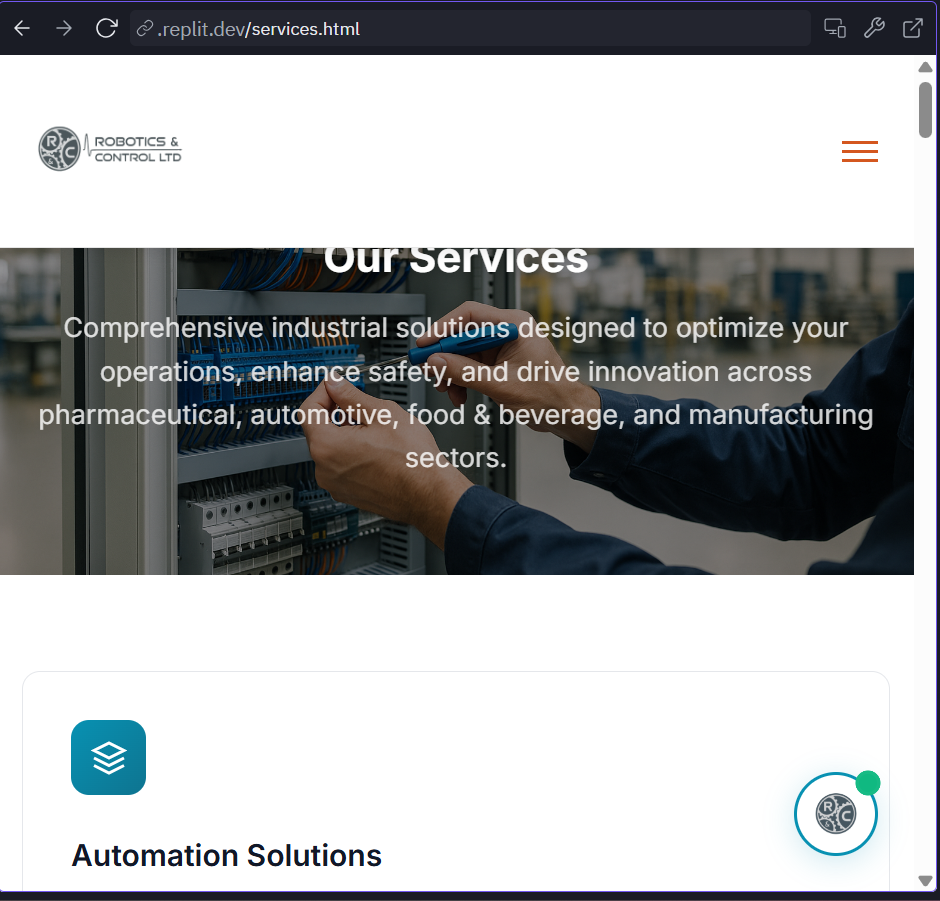 .replit.dev/services.html
R
C
&
ROBOTICS &
CONTROL LTD
Our Services
Comprehensive industrial solutions designed to optimize your
operations, enhance safety, and drive innovation across
pharmaceutical, automotive, food & beverage, and manufacturing
sectors.
Automation Solutions
R
C
&